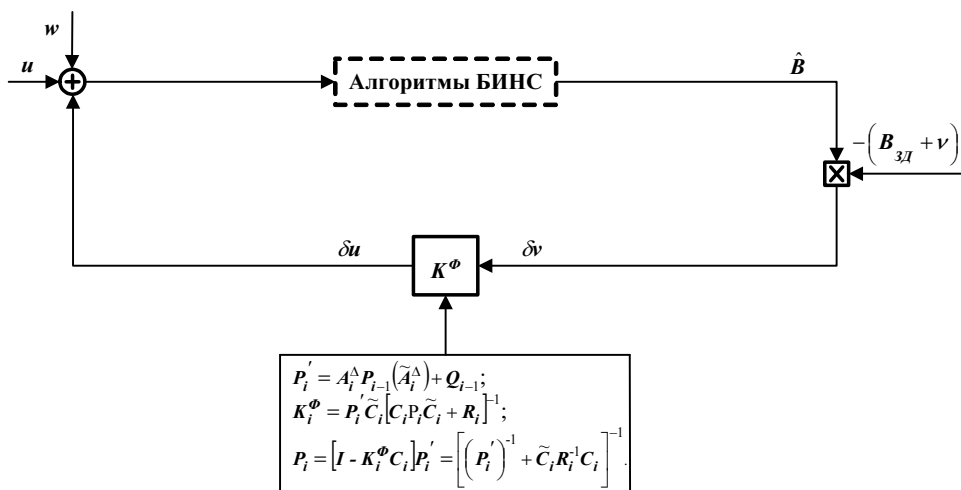 w
u
Алгоритмы БИНС
B̂
−(B_ЗД + ν)
δu
K^Φ
δv
P_i' = A_i^Δ P_{i−1}(Ã_i^Δ) + Q_{i−1};
K_i^Φ = P_i' C̃_i [C_i P_i C̃_i + R_i]^{−1};
P_i = [I - K_i^Φ C_i] P_i' = [(P_i')^{-1} + C̃_i R_i^{-1} C_i]^{−1}.